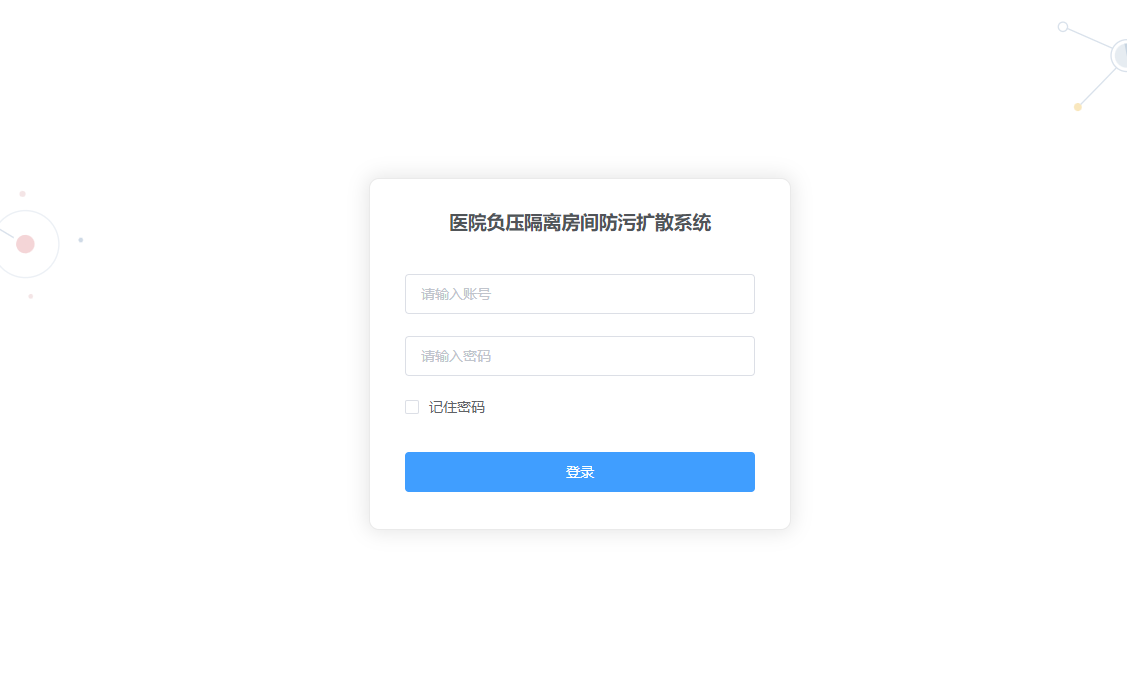 医院负压隔离房间防污扩散系统
请输入账号
请输入密码
记住密码
登录